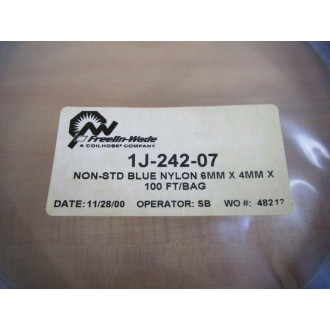 Freelin-Wade
A COILHOSE® COMPANY
1J-242-07
NON-STD BLUE NYLON 6MM X 4MM X
100 FT/BAG
DATE: 11/28/00 OPERATOR: SB WO #: